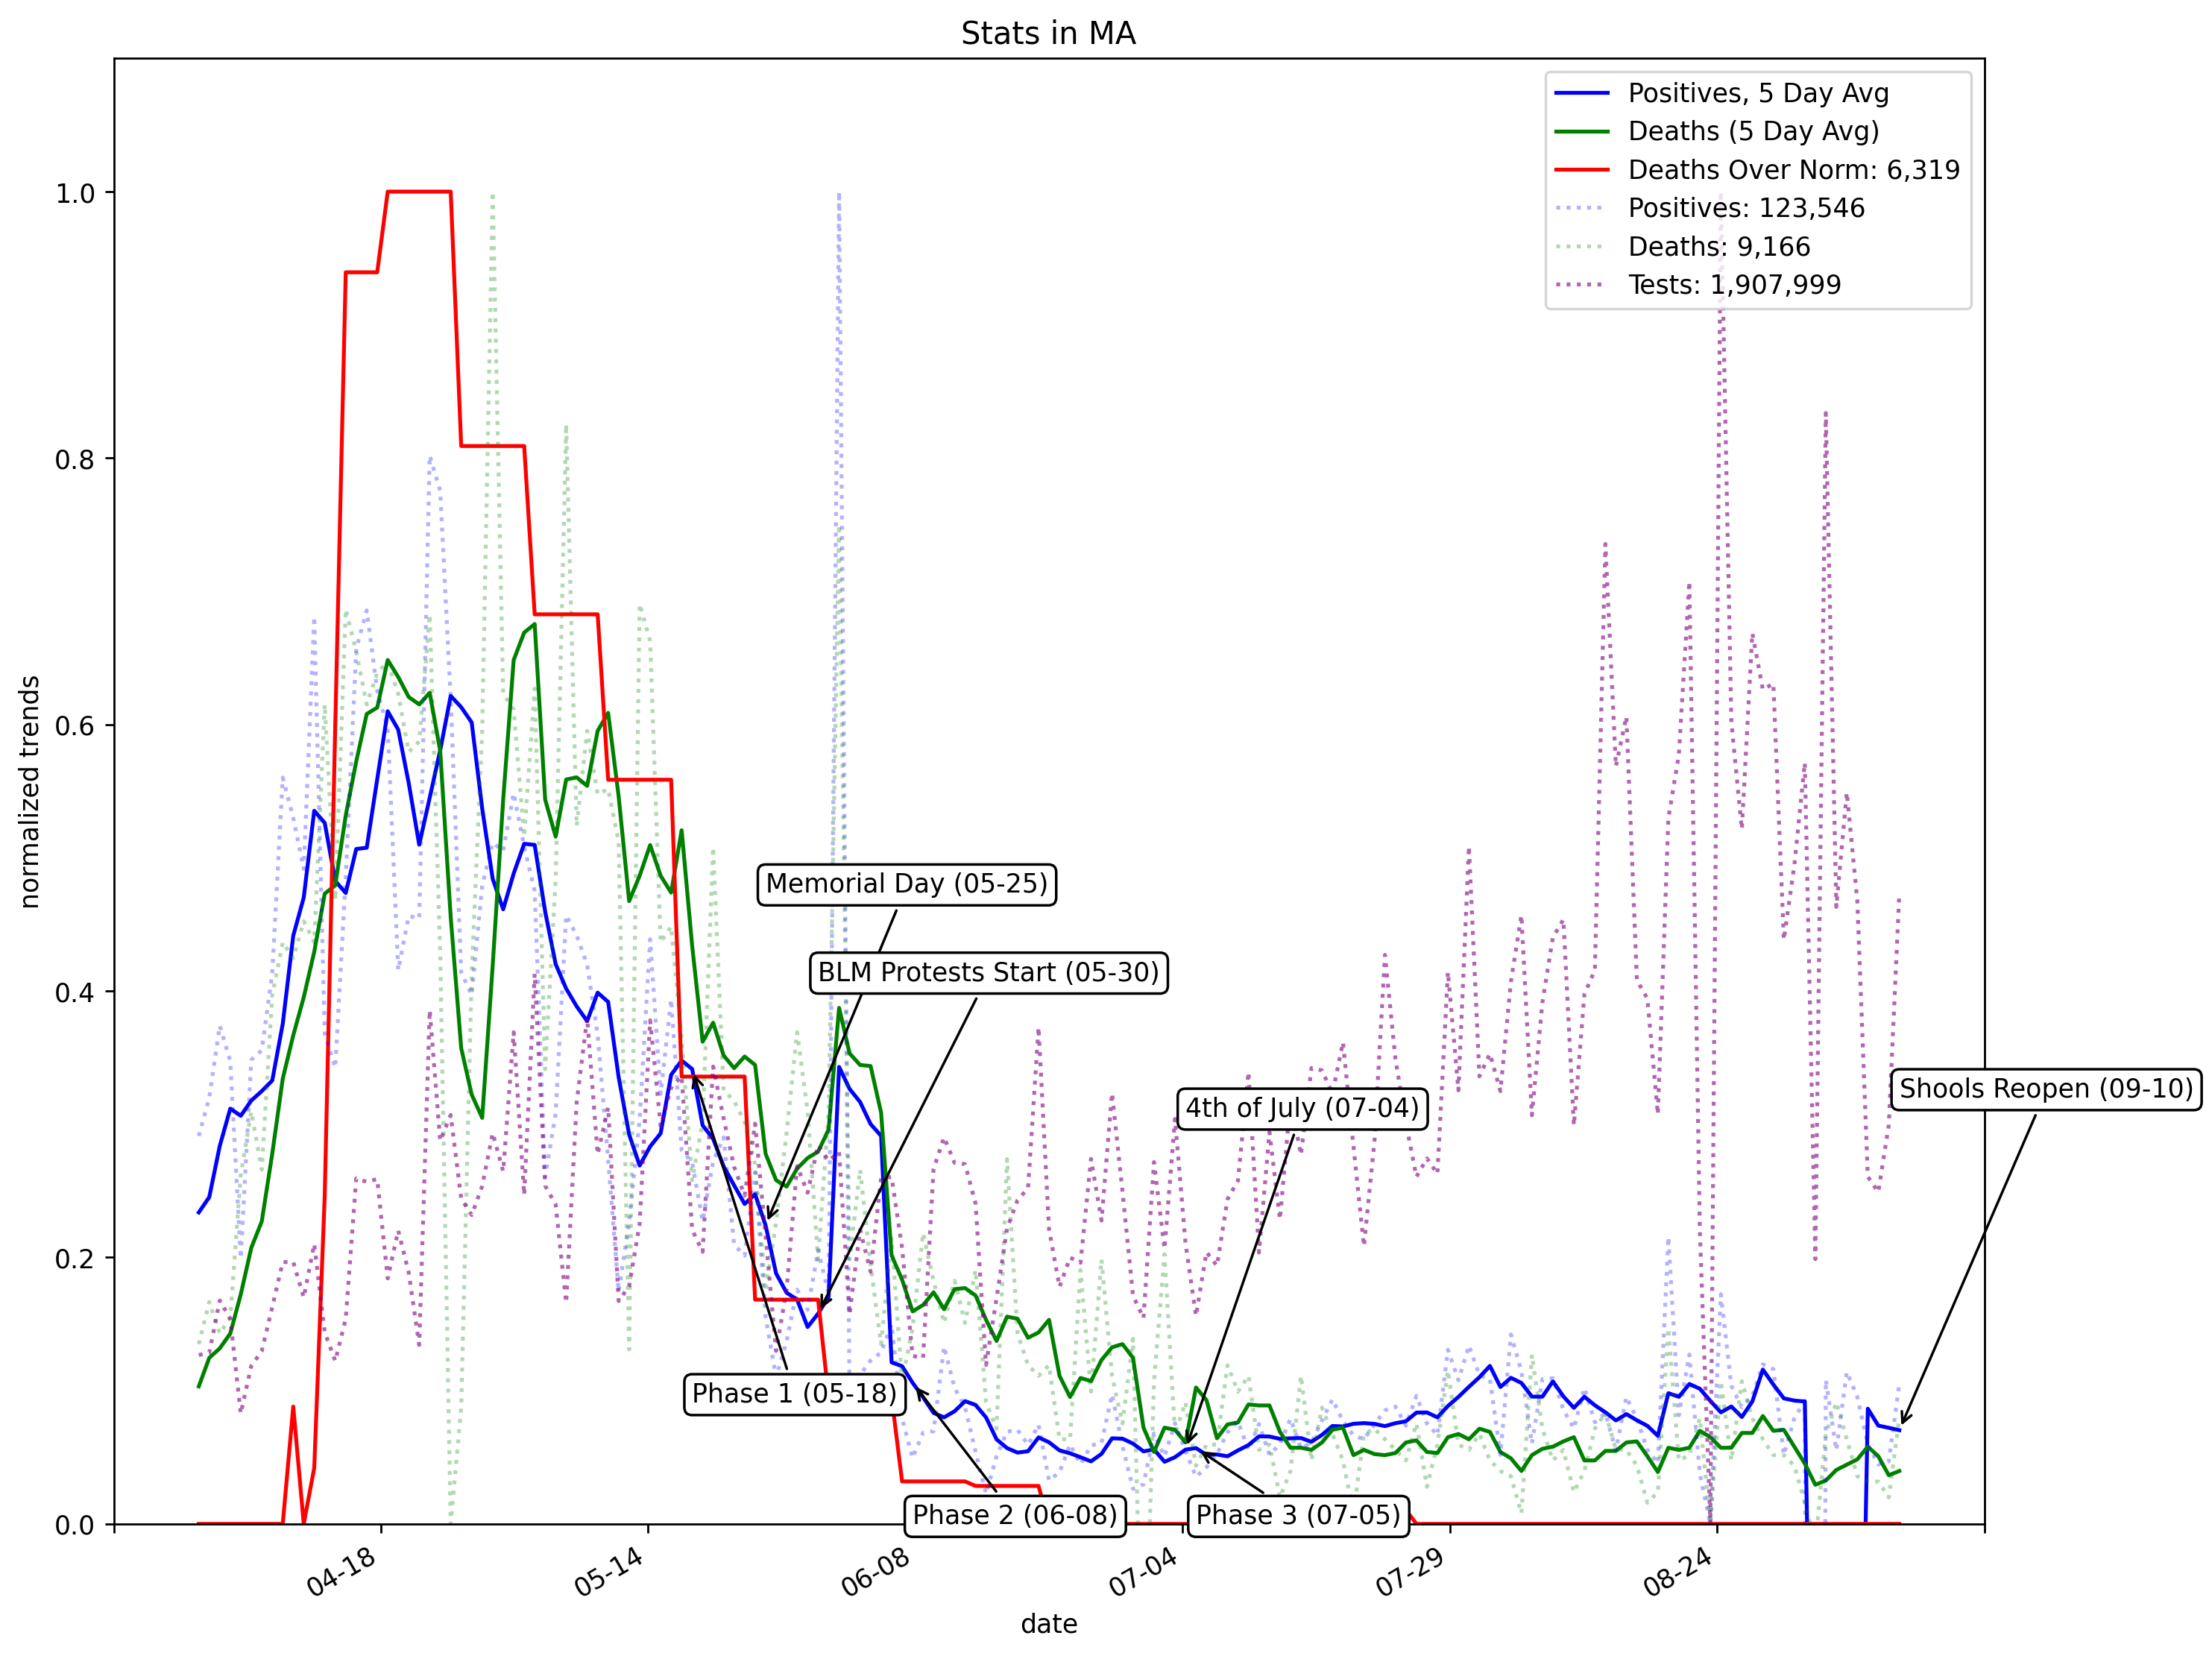 Stats in MA
Positives, 5 Day Avg
Deaths (5 Day Avg)
Deaths Over Norm: 6,319
Positives: 123,546
Deaths: 9,166
Tests: 1,907,999
1.0
0.8
0.6
0.4
0.2
0.0
normalized trends
Memorial Day (05-25)
BLM Protests Start (05-30)
Shools Reopen (09-10)
4th of July (07-04)
Phase 1 (05-18)
Phase 2 (06-08)
Phase 3 (07-05)
04-18
05-14
06-08
07-04
07-29
08-24
date